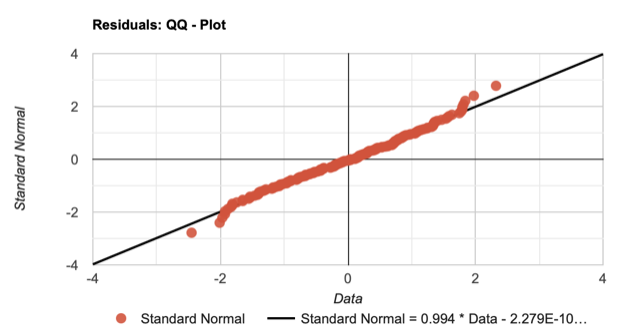 Residuals: QQ - Plot
Standard Normal
4
2
0
-2
-4
-4
-2
0
2
4
Data
Standard Normal
Standard Normal = 0.994 * Data - 2.279E-10…